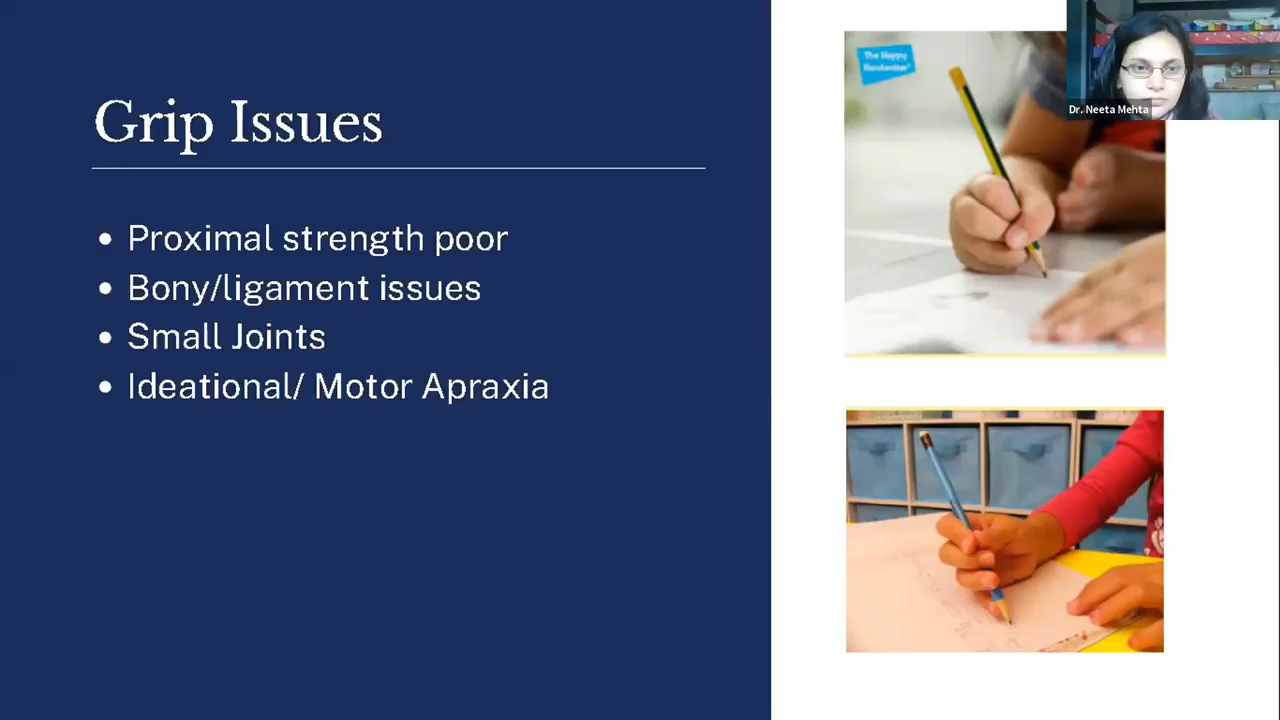 Grip Issues
• Proximal strength poor
• Bony/ligament issues
• Small Joints
• Ideational/ Motor Apraxia
The Happy
Handwriter
Dr. Neeta Mehta